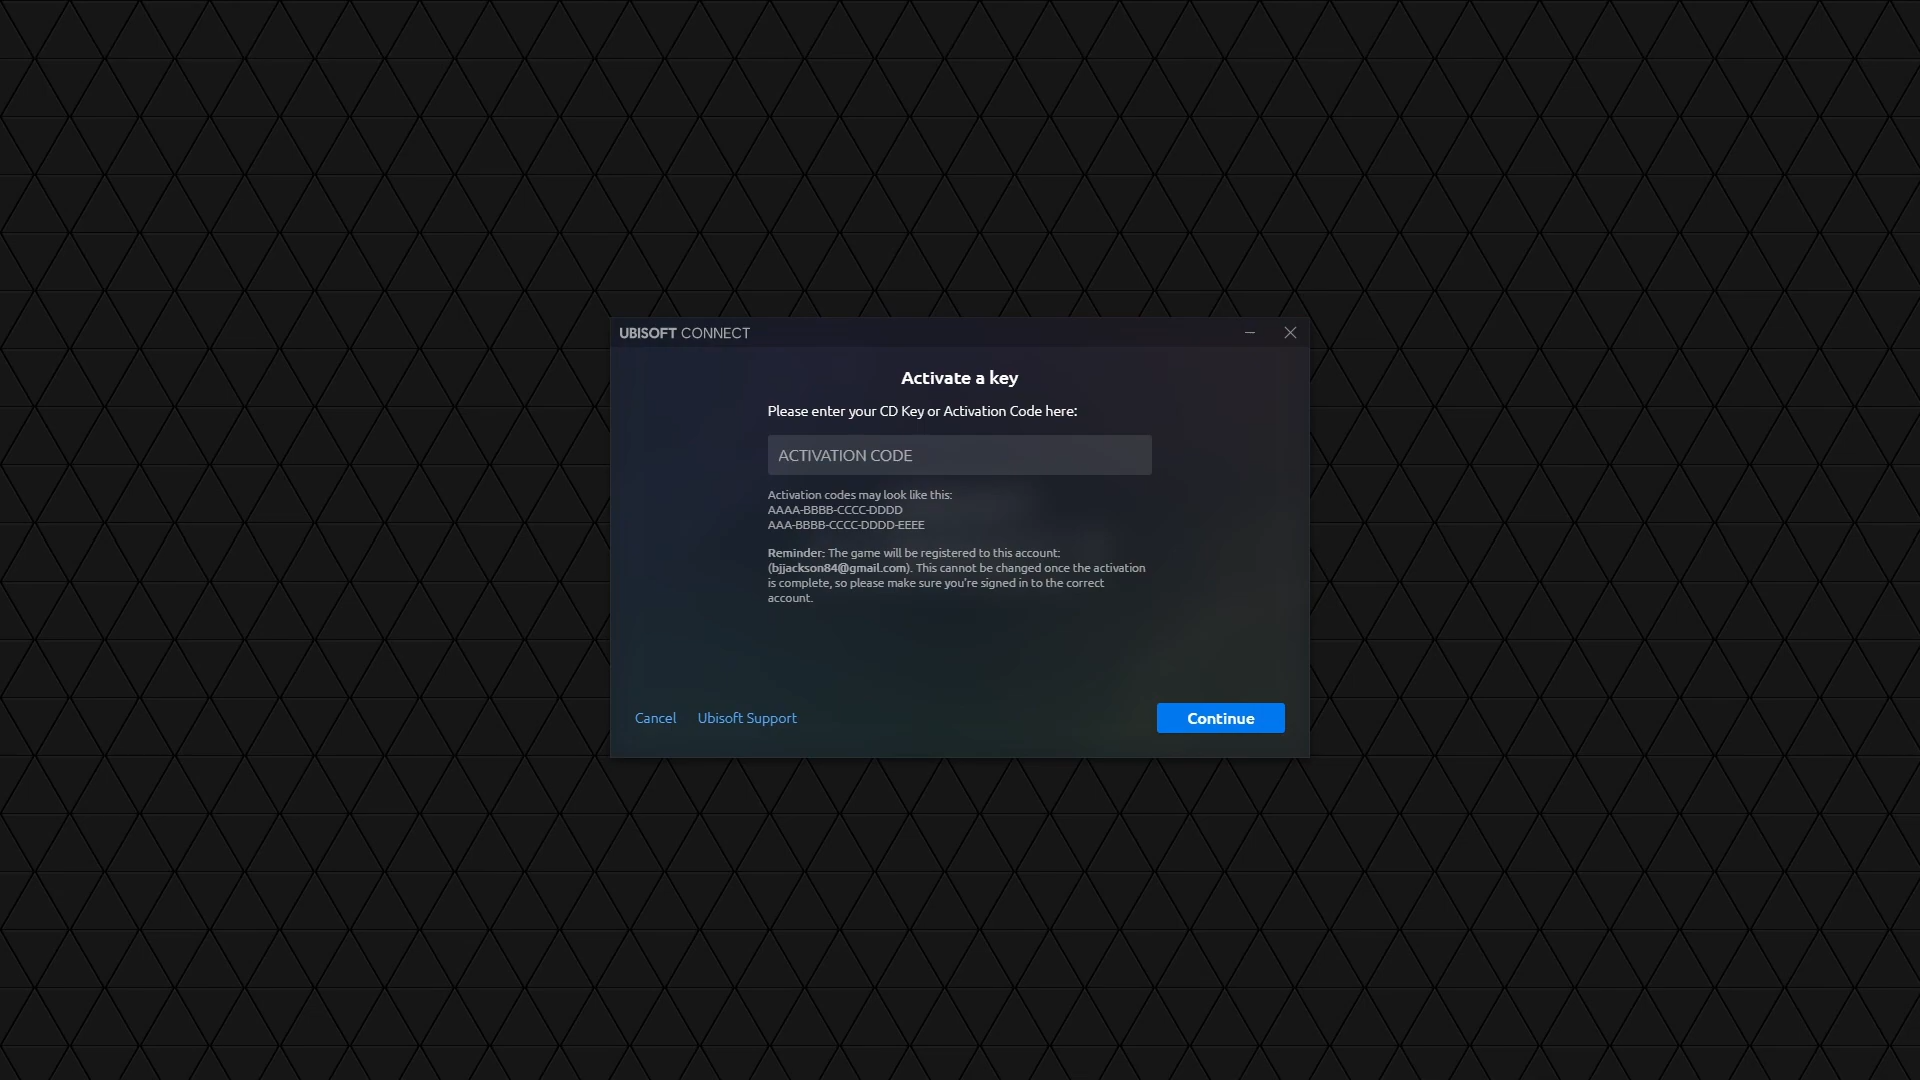 UBISOFT CONNECT
Activate a key
Please enter your CD Key or Activation Code here:
ACTIVATION CODE
Activation codes may look like this:
AAAA-BBBB-CCCC-DDDD
AAA-BBBB-CCCC-DDDD-EEEE
Reminder: The game will be registered to this account:
(bjjackson84@gmail.com). This cannot be changed once the activation
is complete, so please make sure you're signed in to the correct
account.
Cancel Ubisoft Support Continue